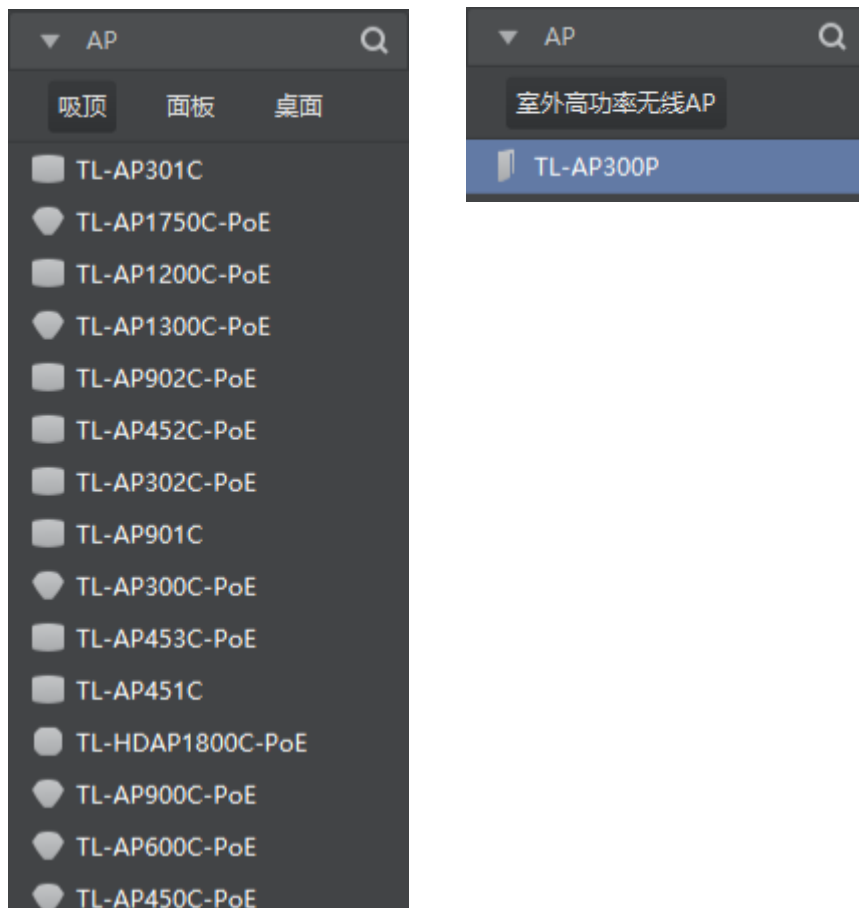 AP
吸顶 面板 桌面
TL-AP301C
TL-AP1750C-PoE
TL-AP1200C-PoE
TL-AP1300C-PoE
TL-AP902C-PoE
TL-AP452C-PoE
TL-AP302C-PoE
TL-AP901C
TL-AP300C-PoE
TL-AP453C-PoE
TL-AP451C
TL-HDAP1800C-PoE
TL-AP900C-PoE
TL-AP600C-PoE
TL-AP450C-PoE
AP
室外高功率无线AP
TL-AP300P